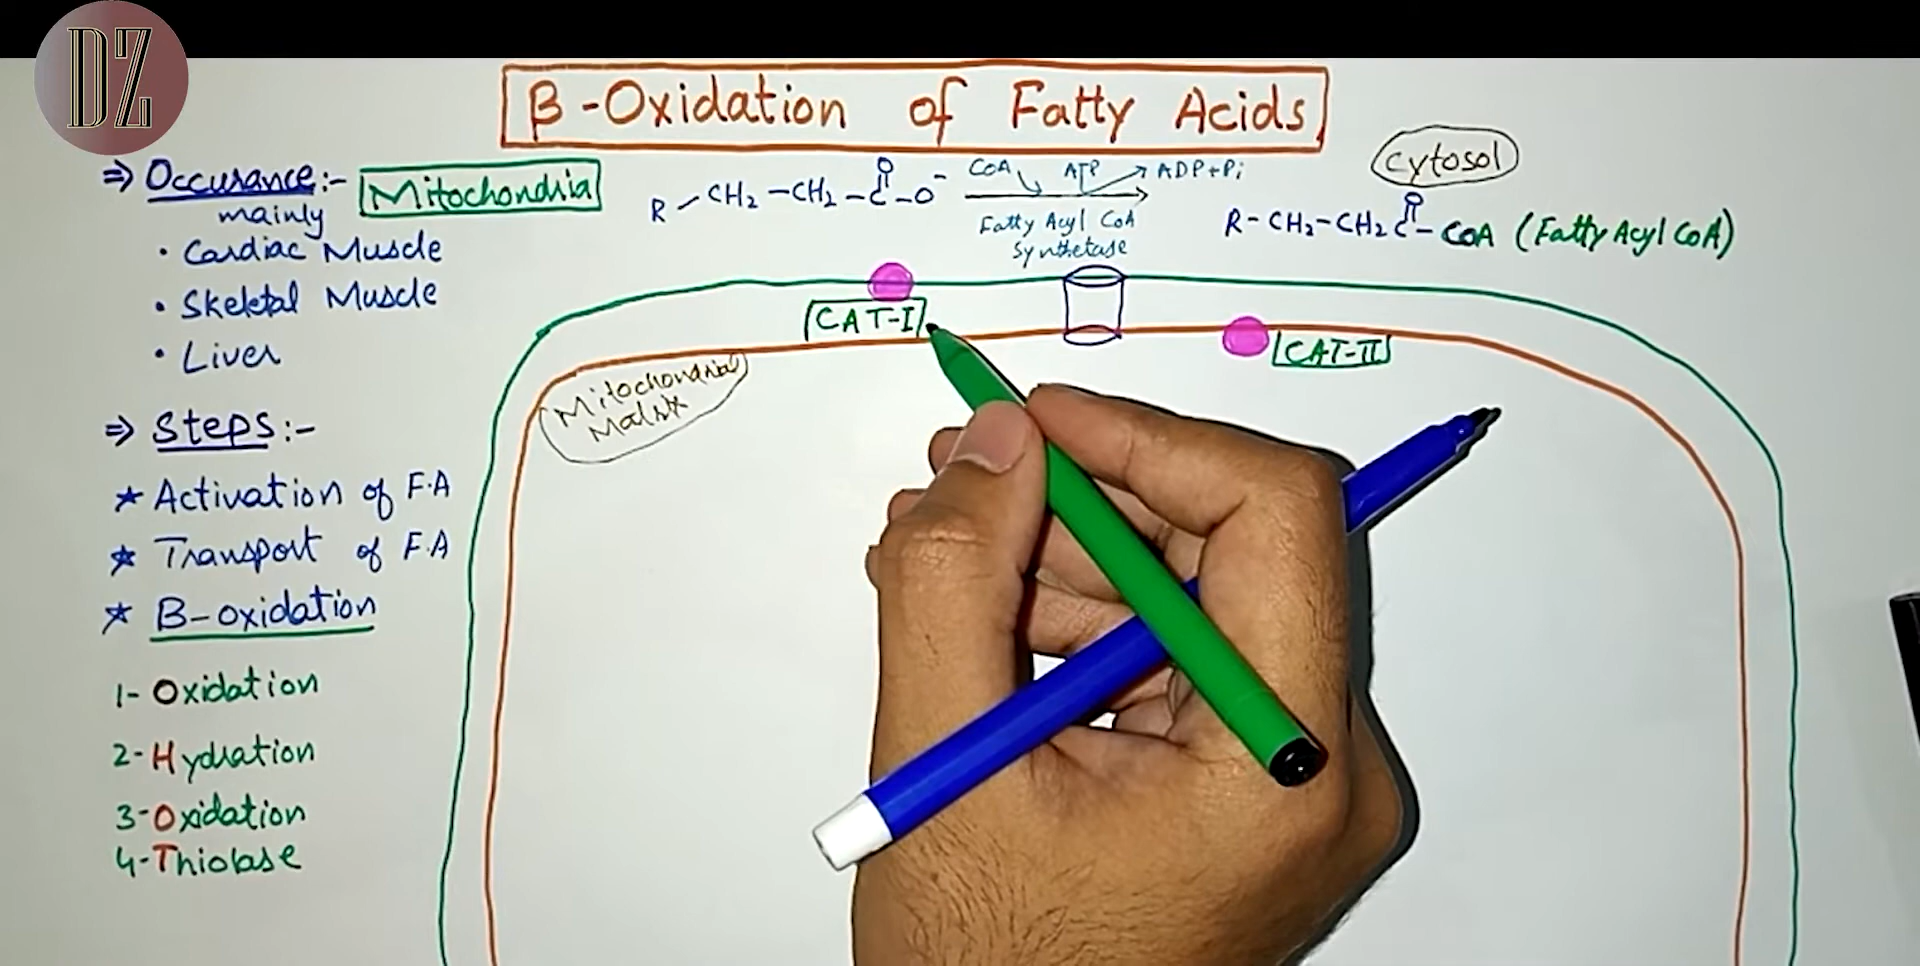 DZ
β-Oxidation of Fatty Acids
⇒ Occurance:- Mitochondria
mainly
• Cardiac Muscle
• Skeletal Muscle
• Liver
⇒ Steps:-
★ Activation of F.A
★ Transport of F.A
★ B-oxidation
1- Oxidation
2- Hydration
3- Oxidation
4- Thiolase
R-CH₂-CH₂-C-O⁻
O
CoA ATP ADP+Pi
Fatty Acyl CoA
Synthetase
Cytosol
O
R-CH₂-CH₂C-CoA (Fatty Acyl CoA)
CAT-I
CAT-II
Mitochondrial
Matrix